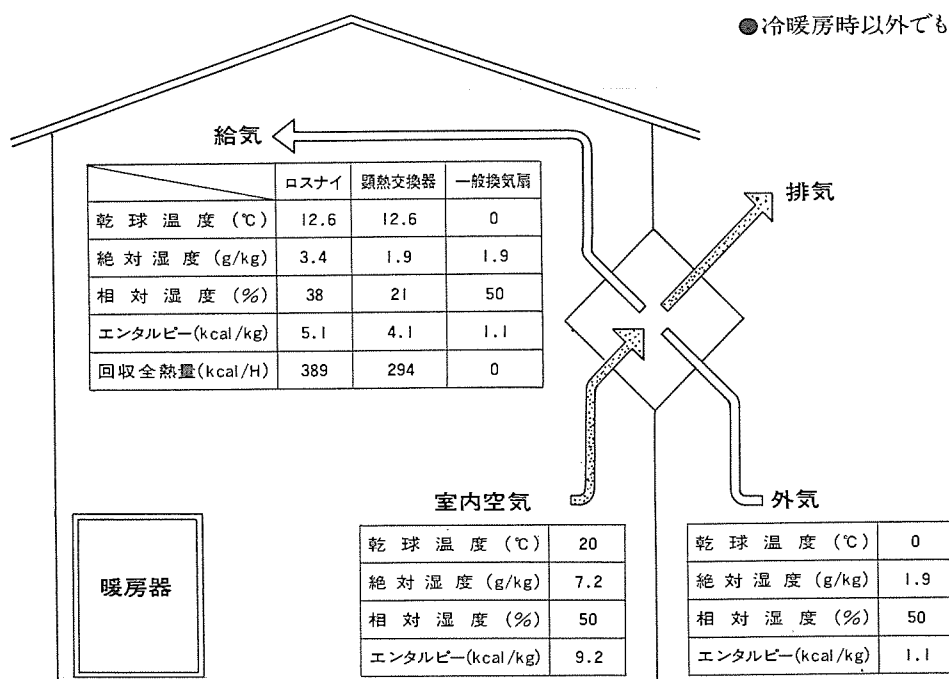 ●冷暖房時以外でも
給気
排気
ロスナイ 顕熱交換器 一般換気扇
乾球温度(℃) 12.6 12.6 0
絶対湿度(g/kg) 3.4 1.9 1.9
相対湿度(%) 38 21 50
エンタルピー(kcal/kg) 5.1 4.1 1.1
回収全熱量(kcal/H) 389 294 0
室内空気
外気
暖房器
乾球温度(℃) 20
絶対湿度(g/kg) 7.2
相対湿度(%) 50
エンタルピー(kcal/kg) 9.2
乾球温度(℃) 0
絶対湿度(g/kg) 1.9
相対湿度(%) 50
エンタルピー(kcal/kg) 1.1